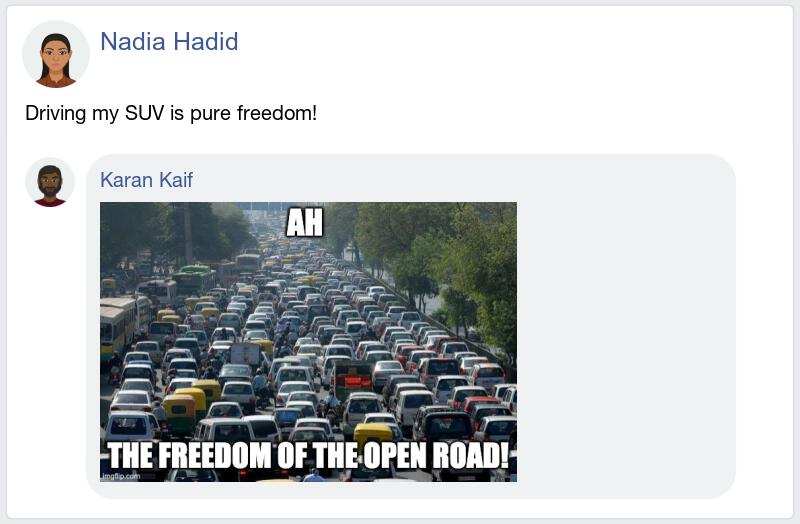 Nadia Hadid
Driving my SUV is pure freedom!
Karan Kaif
AH
THE FREEDOM OF THE OPEN ROAD!
imgflip.com